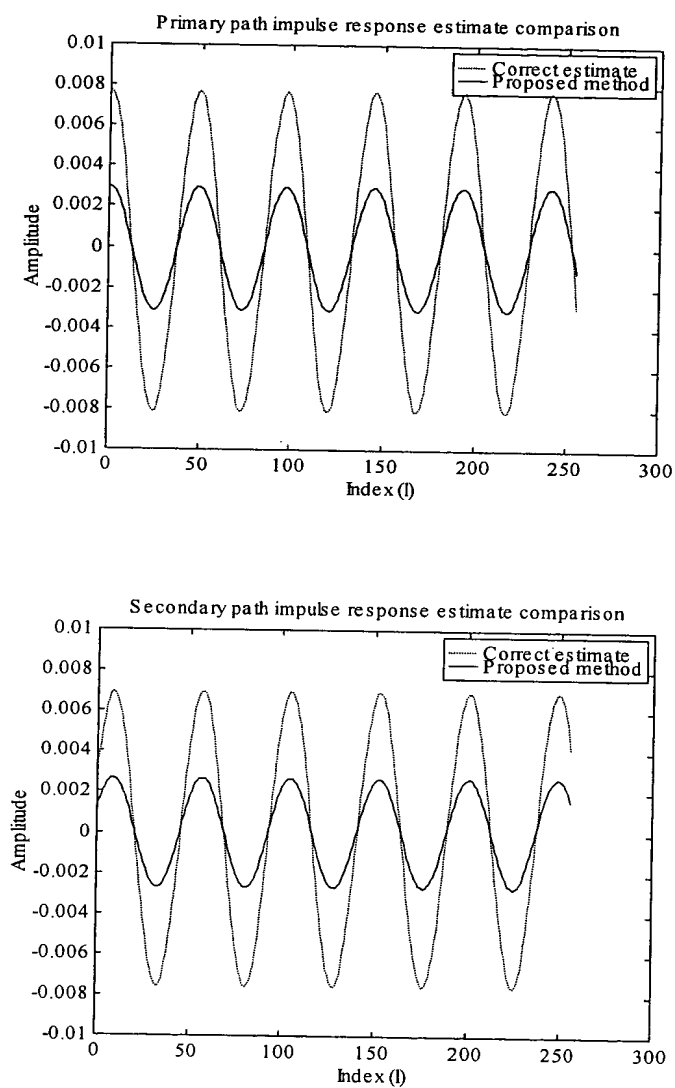 Primary path impulse response estimate comparison
0.01
0.008
0.006
0.004
0.002
0
-0.002
-0.004
-0.006
-0.008
-0.01
Amplitude
Correct estimate
Proposed method
0 50 100 150 200 250 300
Index (l)
Secondary path impulse response estimate comparison
0.01
0.008
0.006
0.004
0.002
0
-0.002
-0.004
-0.006
-0.008
-0.01
Amplitude
Correct estimate
Proposed method
0 50 100 150 200 250 300
Index (l)